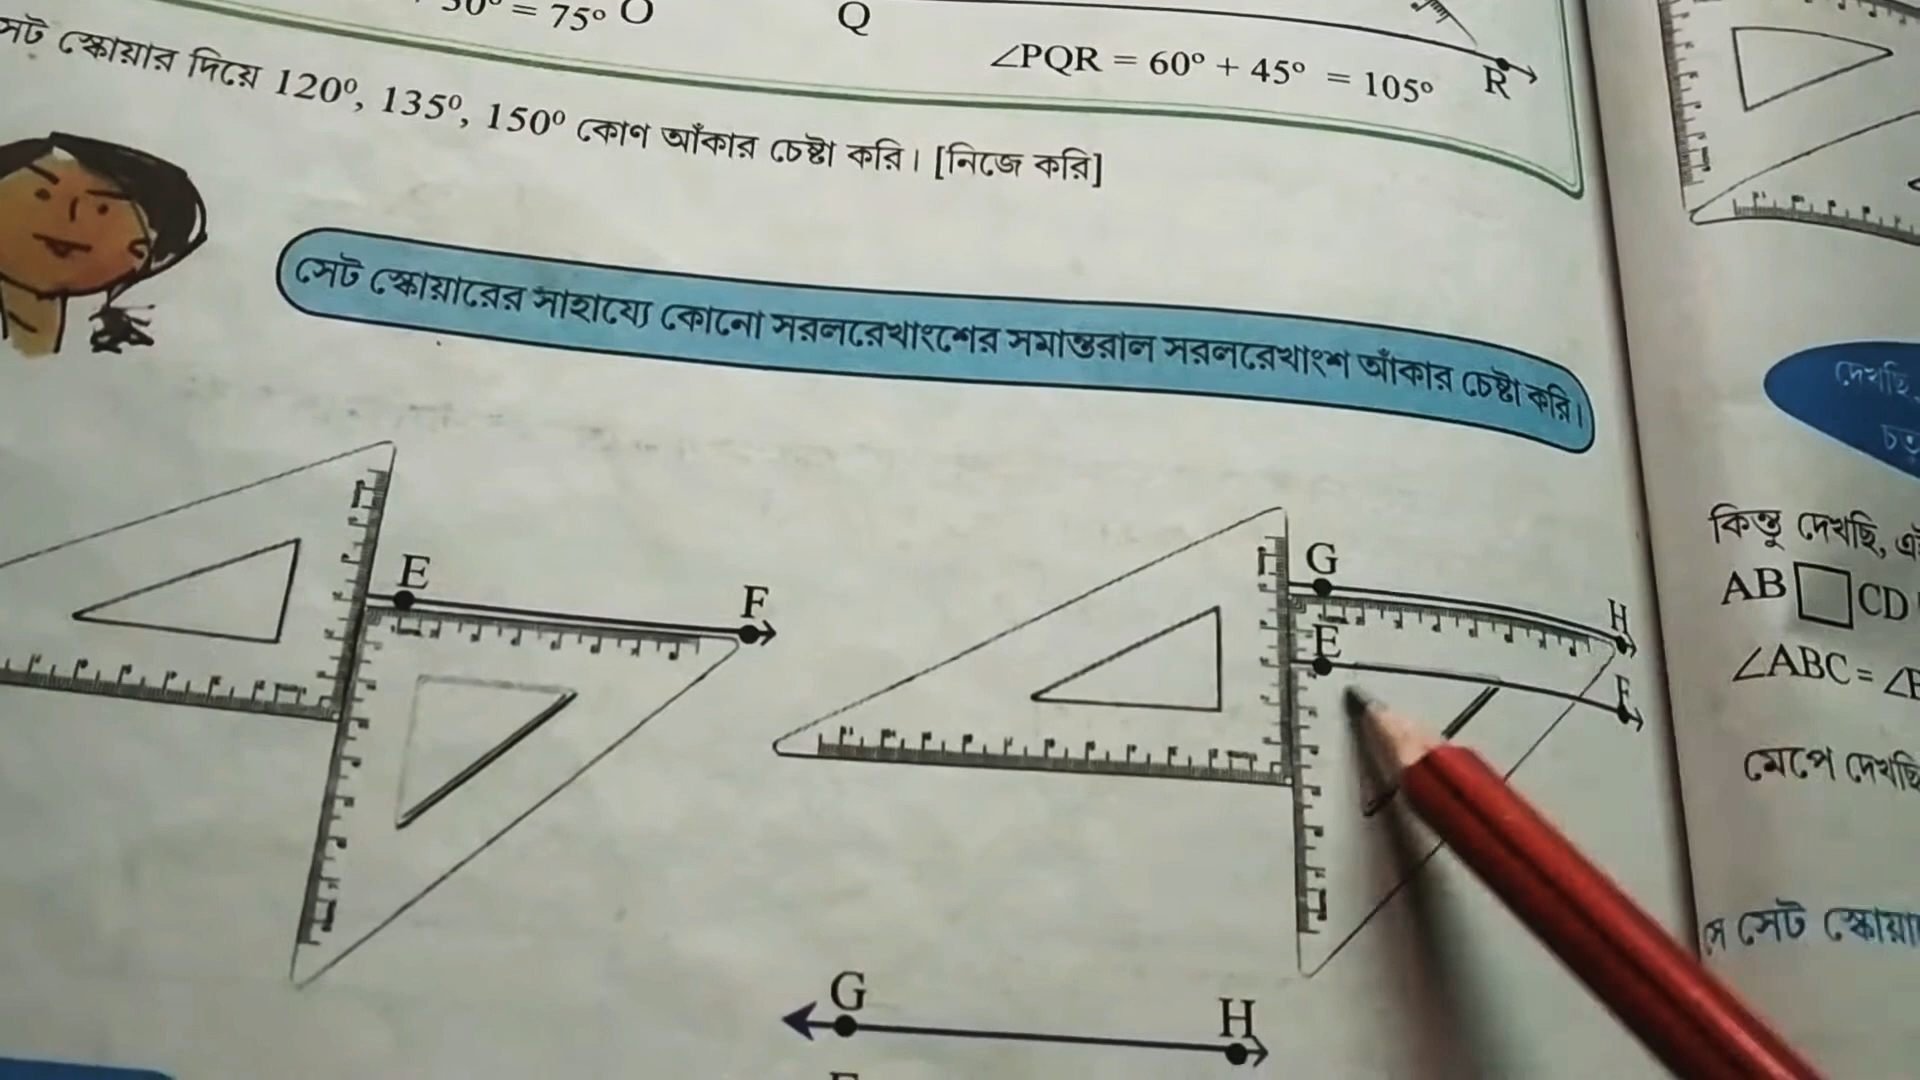 30° = 75° O
Q
∠PQR = 60° + 45° = 105°
R
সেট স্কোয়ার দিয়ে 120°, 135°, 150° কোণ আঁকার চেষ্টা করি। [নিজে করি]
সেট স্কোয়ারের সাহায্যে কোনো সরলরেখাংশের সমান্তরাল সরলরেখাংশ আঁকার চেষ্টা করি।
E
F
G
H
E
F
G
H
দেখছি,
কিন্তু দেখছি,
AB □ CD
∠ABC = ∠
মেপে দেখছি
সেট